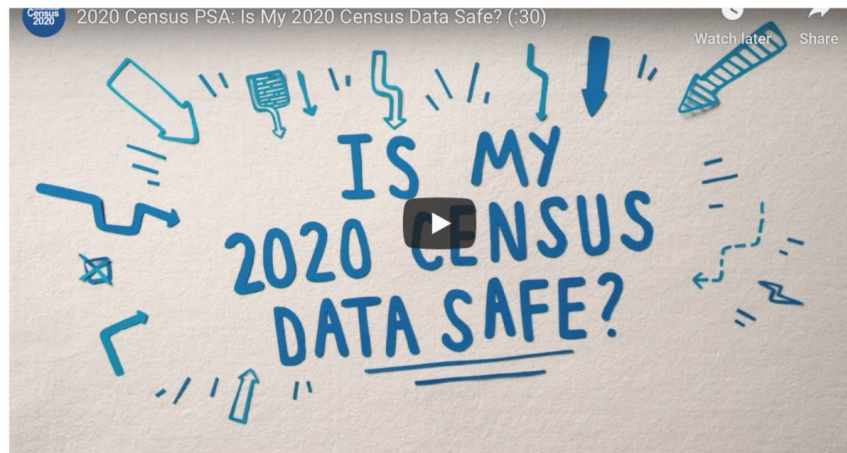 Census
2020
2020 Census PSA: Is My 2020 Census Data Safe? (:30)
Watch later
Share
IS MY
2020 CENSUS
DATA SAFE?